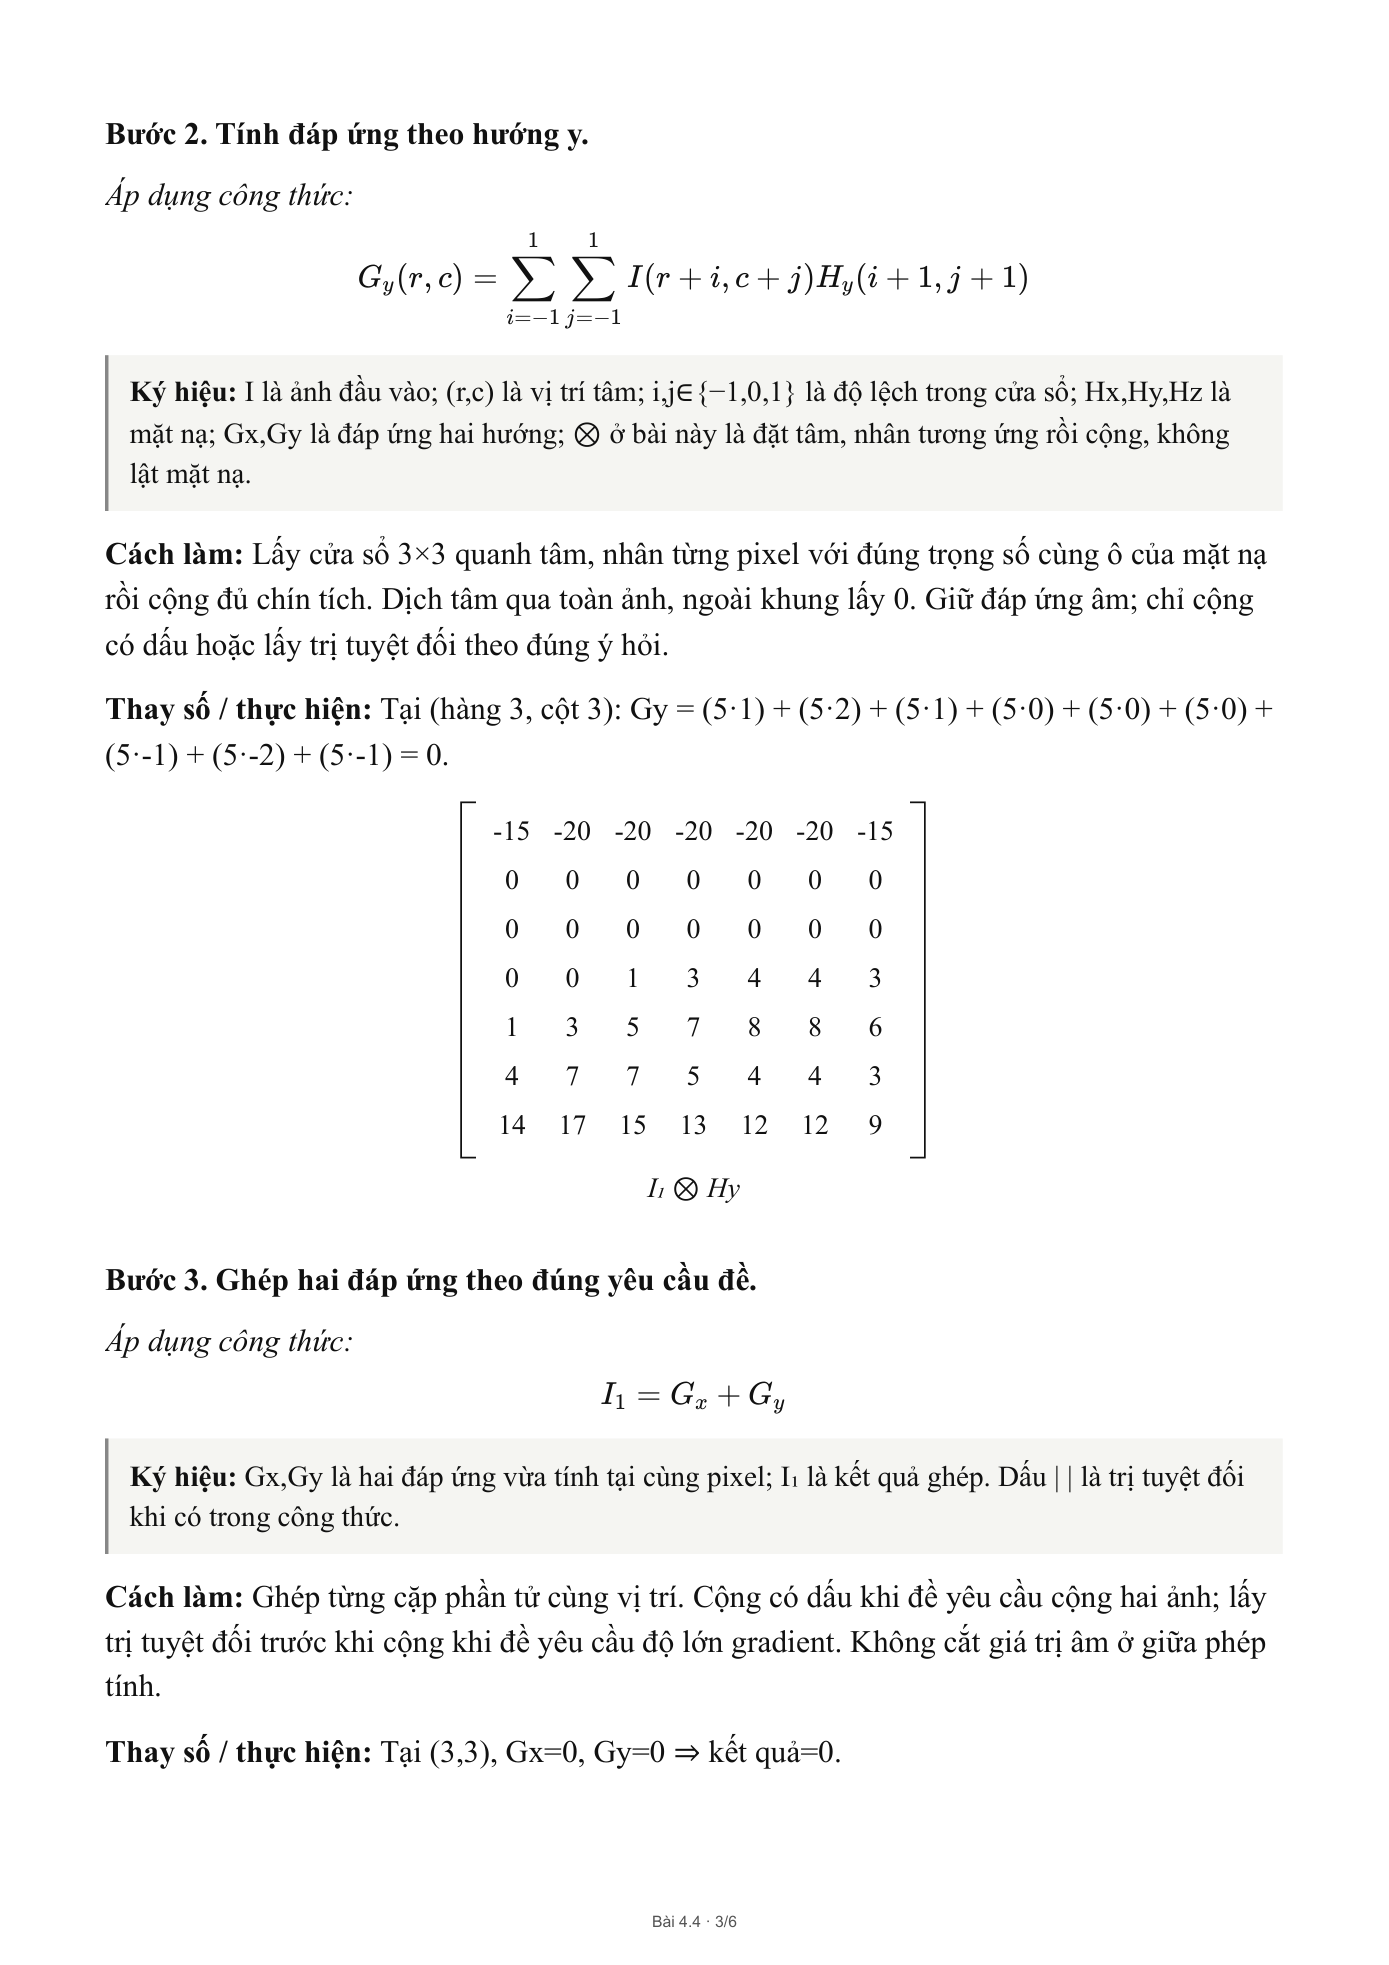 Bước 2. Tính đáp ứng theo hướng y.
Áp dụng công thức:
G_y(r, c) = ∑_{i=−1}^{1} ∑_{j=−1}^{1} I(r + i, c + j)H_y(i + 1, j + 1)
Ký hiệu: I là ảnh đầu vào; (r,c) là vị trí tâm; i,j∈{−1,0,1} là độ lệch trong cửa sổ; Hx,Hy,Hz là
mặt nạ; Gx,Gy là đáp ứng hai hướng; ⊗ ở bài này là đặt tâm, nhân tương ứng rồi cộng, không
lật mặt nạ.
Cách làm: Lấy cửa sổ 3×3 quanh tâm, nhân từng pixel với đúng trọng số cùng ô của mặt nạ
rồi cộng đủ chín tích. Dịch tâm qua toàn ảnh, ngoài khung lấy 0. Giữ đáp ứng âm; chỉ cộng
có dấu hoặc lấy trị tuyệt đối theo đúng ý hỏi.
Thay số / thực hiện: Tại (hàng 3, cột 3): Gy = (5·1) + (5·2) + (5·1) + (5·0) + (5·0) + (5·0) +
(5·-1) + (5·-2) + (5·-1) = 0.
-15 -20 -20 -20 -20 -20 -15
0 0 0 0 0 0 0
0 0 0 0 0 0 0
0 0 1 3 4 4 3
1 3 5 7 8 8 6
4 7 7 5 4 4 3
14 17 15 13 12 12 9
I₁ ⊗ Hy
Bước 3. Ghép hai đáp ứng theo đúng yêu cầu đề.
Áp dụng công thức:
I₁ = G_x + G_y
Ký hiệu: Gx,Gy là hai đáp ứng vừa tính tại cùng pixel; I₁ là kết quả ghép. Dấu | | là trị tuyệt đối
khi có trong công thức.
Cách làm: Ghép từng cặp phần tử cùng vị trí. Cộng có dấu khi đề yêu cầu cộng hai ảnh; lấy
trị tuyệt đối trước khi cộng khi đề yêu cầu độ lớn gradient. Không cắt giá trị âm ở giữa phép
tính.
Thay số / thực hiện: Tại (3,3), Gx=0, Gy=0 ⇒ kết quả=0.
Bài 4.4 · 3/6